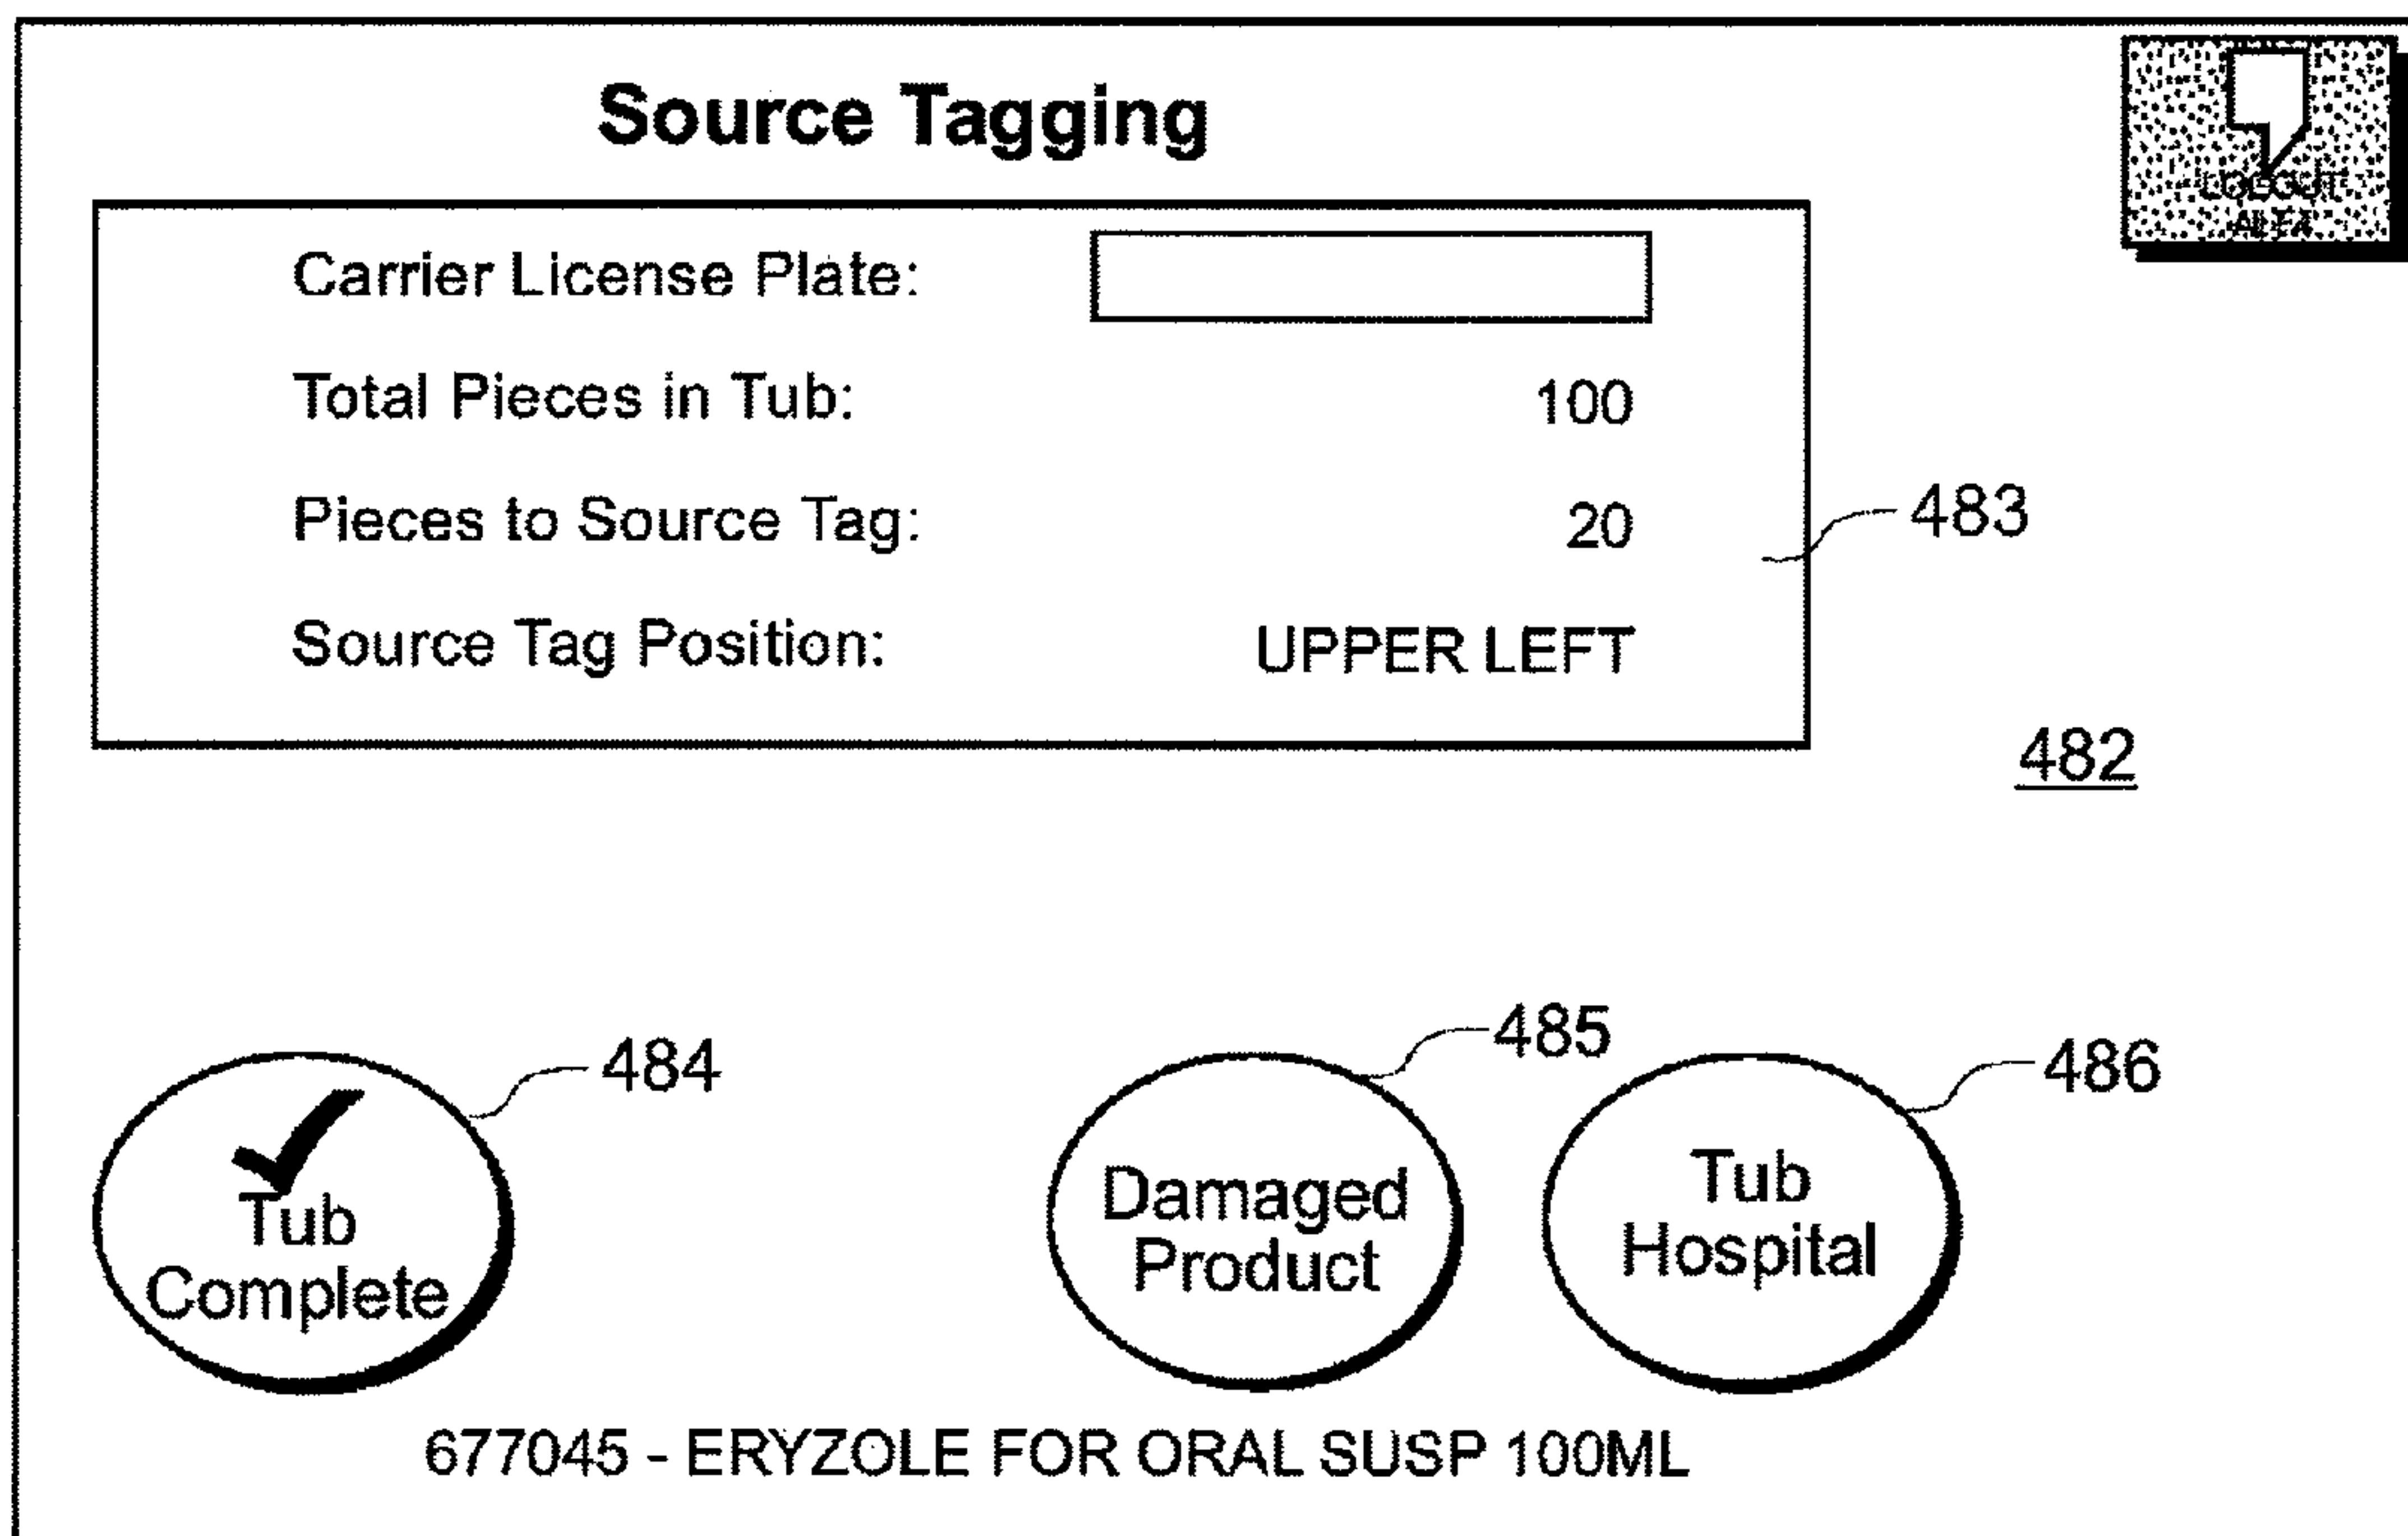 Source Tagging
LOGOUT
Carrier License Plate:
Total Pieces in Tub: 100
Pieces to Source Tag: 20
483
Source Tag Position: UPPER LEFT
482
484
485
486
Tub
Complete
Damaged
Product
Tub
Hospital
677045 - ERYZOLE FOR ORAL SUSP 100ML